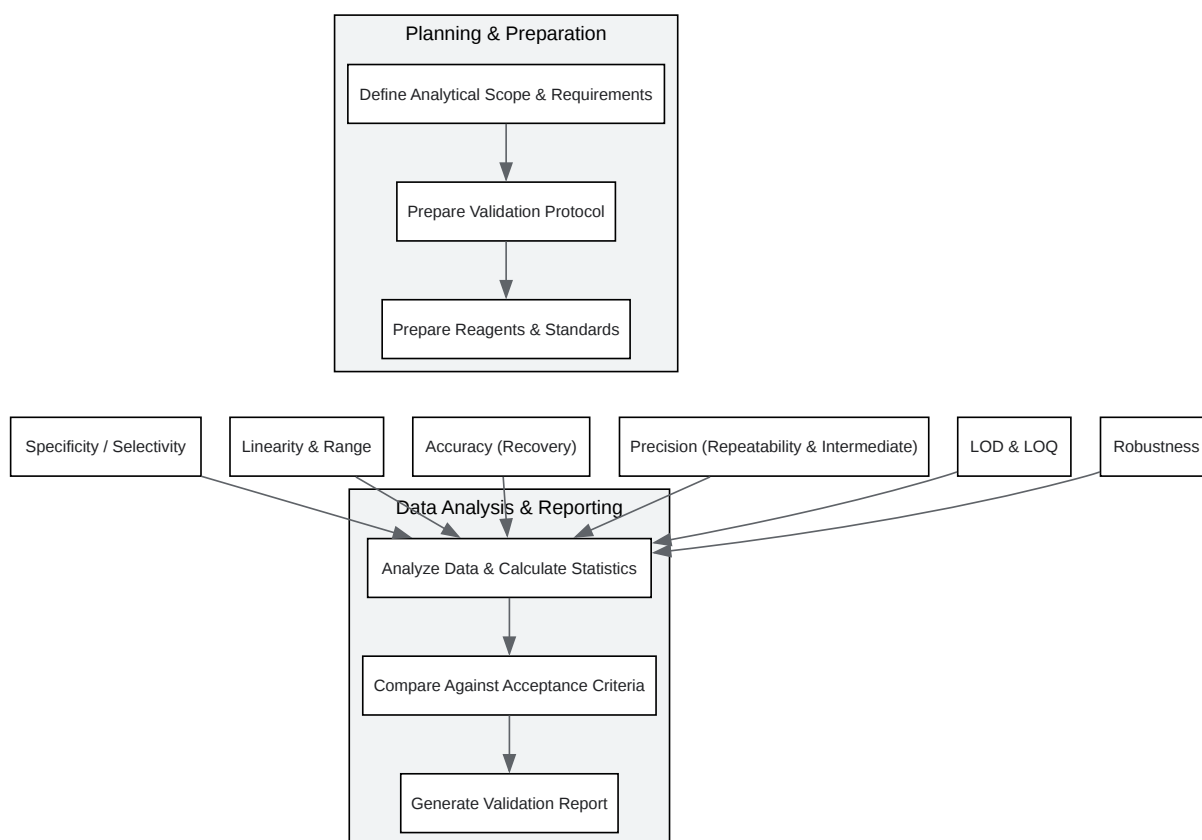 Planning & Preparation
Define Analytical Scope & Requirements
Prepare Validation Protocol
Prepare Reagents & Standards
Specificity / Selectivity
Linearity & Range
Accuracy (Recovery)
Precision (Repeatability & Intermediate)
LOD & LOQ
Robustness
Data Analysis & Reporting
Analyze Data & Calculate Statistics
Compare Against Acceptance Criteria
Generate Validation Report